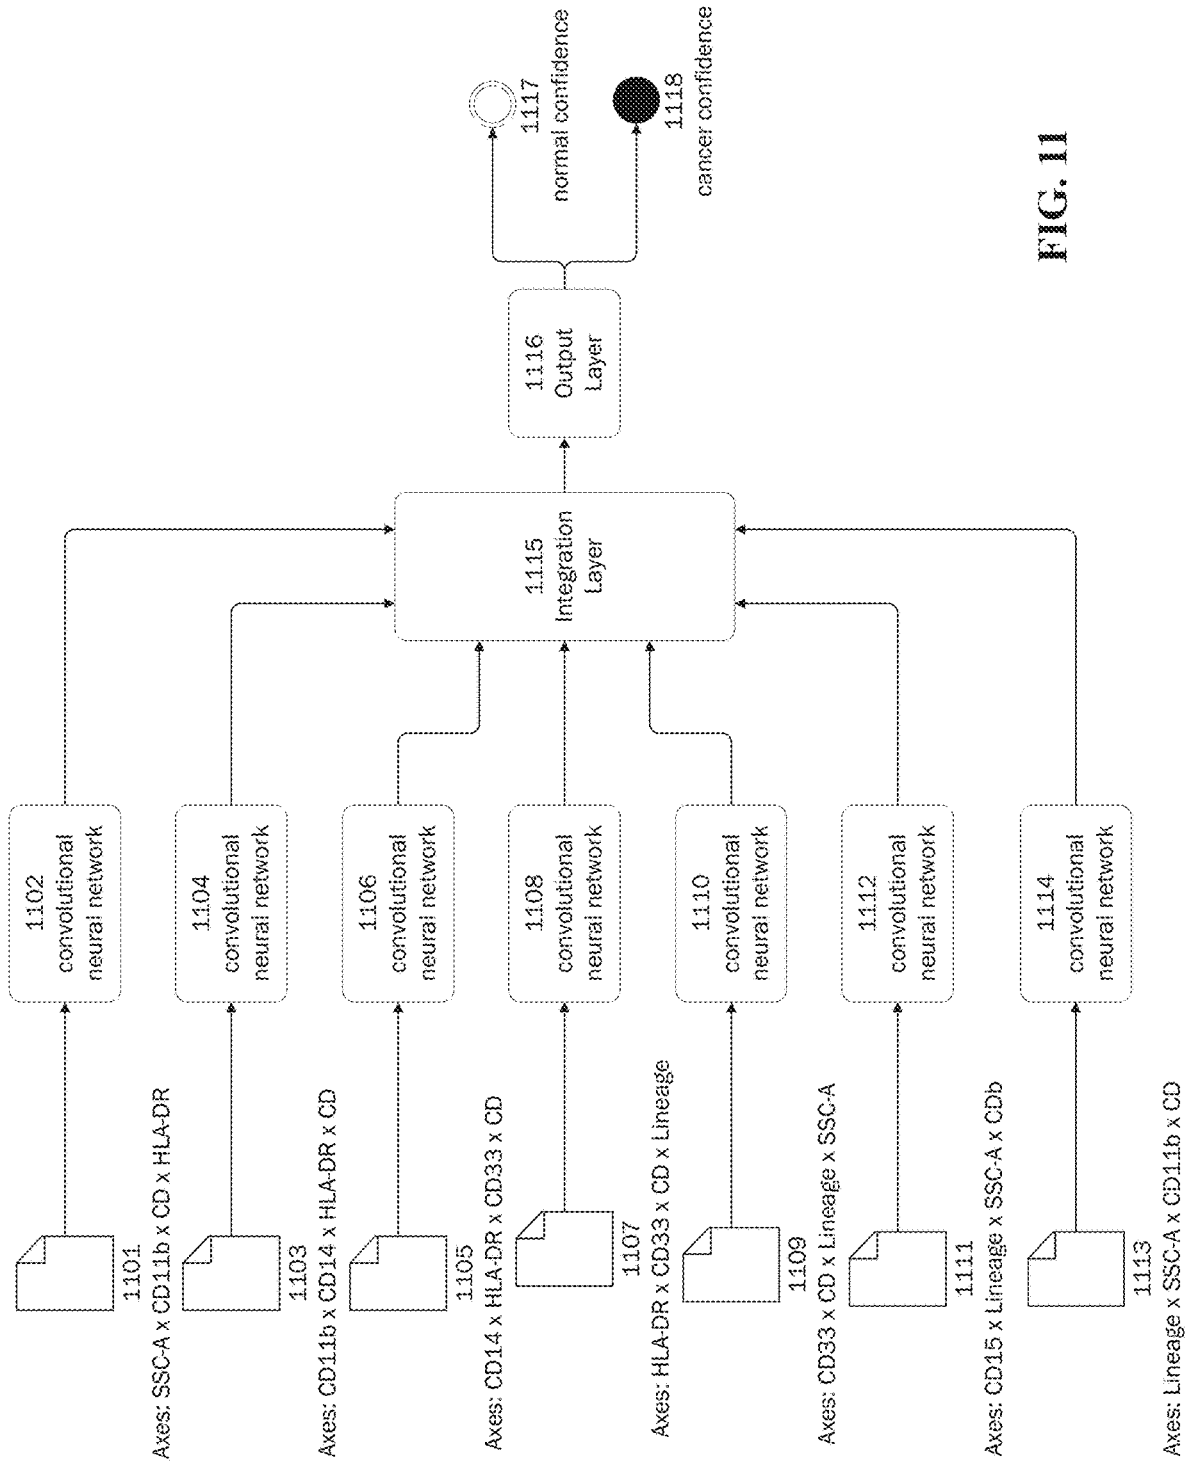 1101
Axes: SSC-A x CD11b x CD x HLA-DR
1102
convolutional
neural network
1103
Axes: CD11b x CD14 x HLA-DR x CD
1104
convolutional
neural network
1105
Axes: CD14 x HLA-DR x CD33 x CD
1106
convolutional
neural network
1107
Axes: HLA-DR x CD33 x CD x Lineage
1108
convolutional
neural network
1109
Axes: CD33 x CD x Lineage x SSC-A
1110
convolutional
neural network
1111
Axes: CD15 x Lineage x SSC-A x CDb
1112
convolutional
neural network
1113
Axes: Lineage x SSC-A x CD11b x CD
1114
convolutional
neural network
1115
Integration
Layer
1116
Output
Layer
1117
normal confidence
1118
cancer confidence
FIG. 11